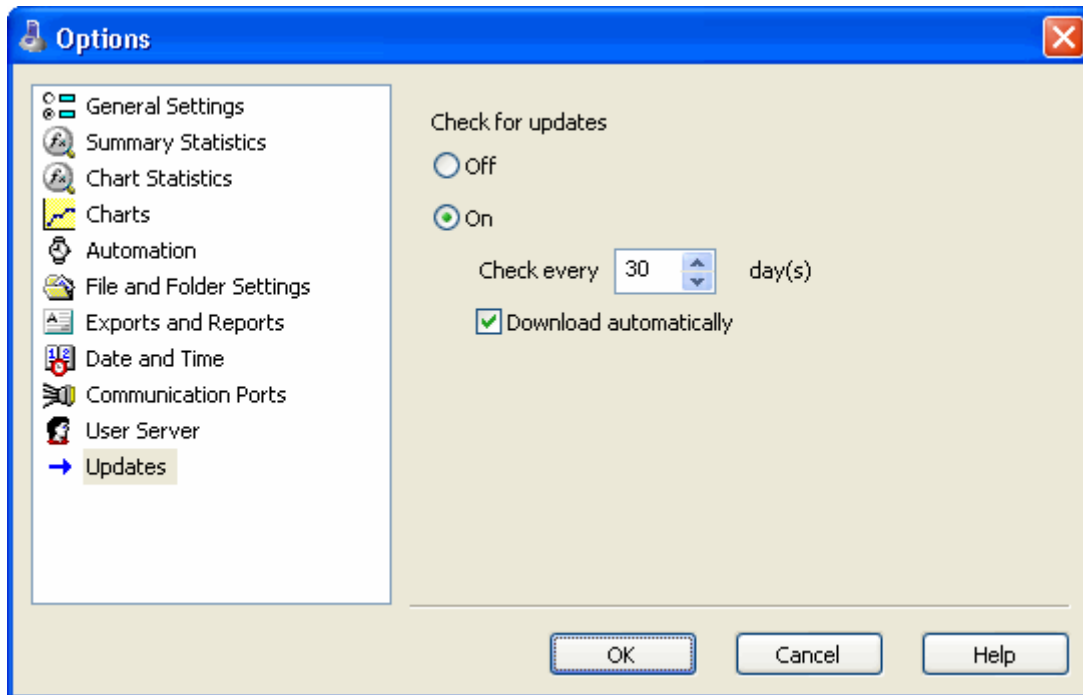 Options
General Settings
Summary Statistics
Chart Statistics
Charts
Automation
File and Folder Settings
Exports and Reports
Date and Time
Communication Ports
User Server
Updates
Check for updates
Off
On
Check every 30 day(s)
Download automatically
OK Cancel Help